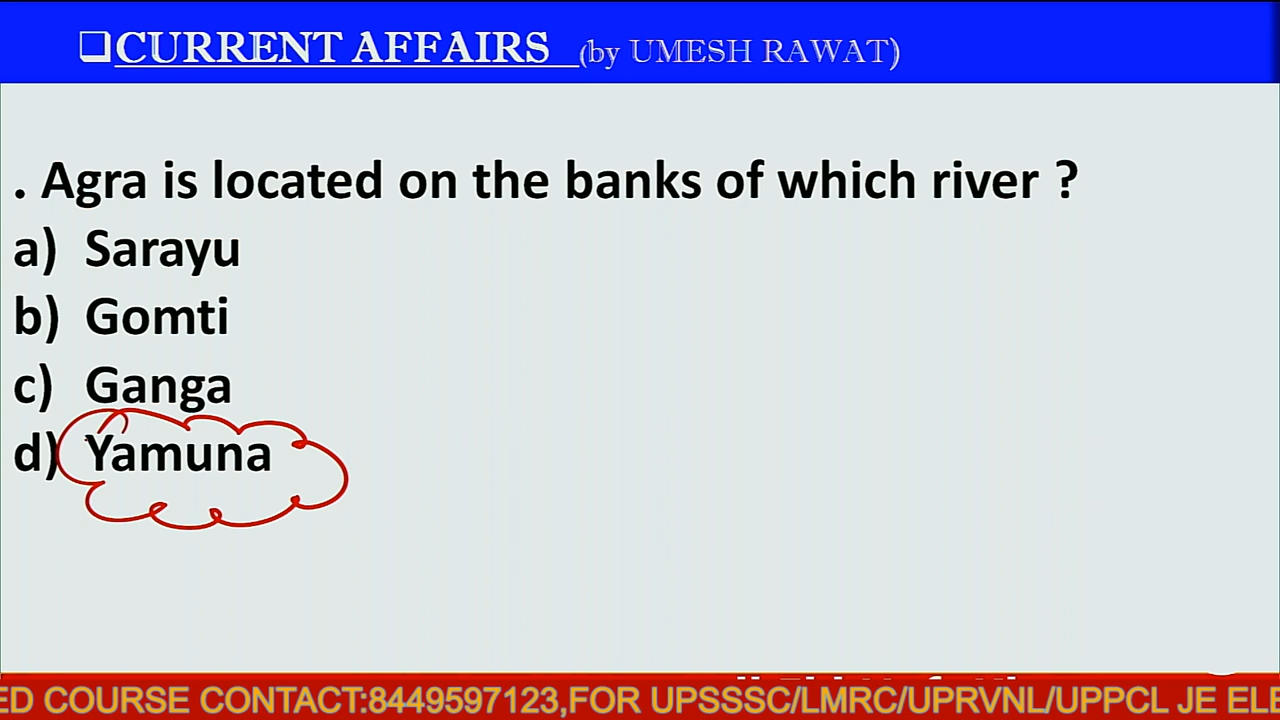 ❑CURRENT AFFAIRS (by UMESH RAWAT)
. Agra is located on the banks of which river ?
a) Sarayu
b) Gomti
c) Ganga
d) Yamuna
ED COURSE CONTACT:8449597123,FOR UPSSSC/LMRC/UPRVNL/UPPCL JE ELE